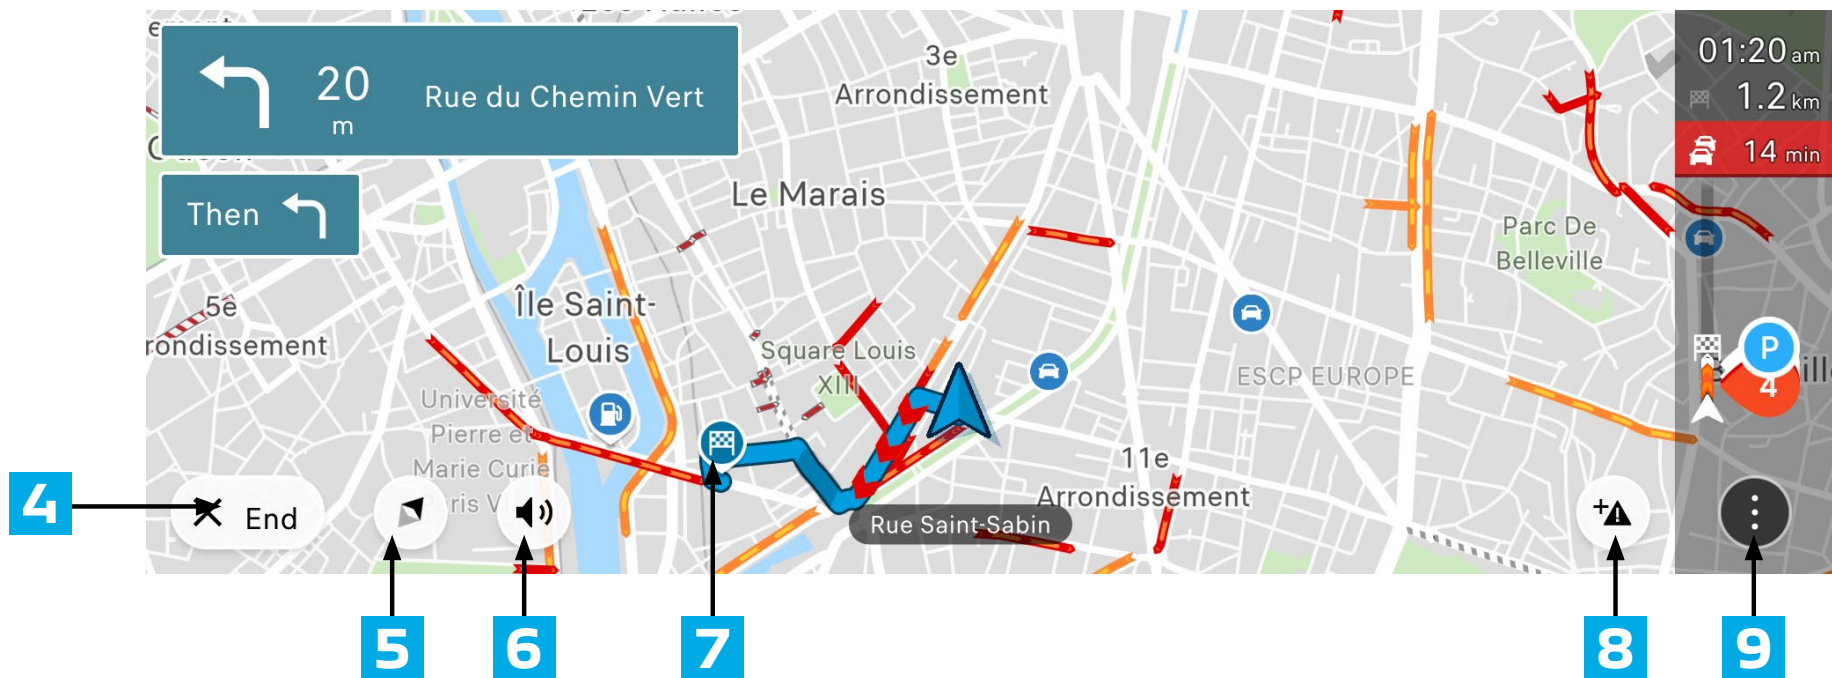 20
m
Rue du Chemin Vert
Then
3e
Arrondissement
01:20 am
1.2 km
14 min
Le Marais
Parc De
Belleville
5e
rondissement
Île Saint-
Louis
Square Louis
XIII
ESCP EUROPE
P
4
Université
Pierre et
Marie Curie
ris V
11e
Arrondissement
Rue Saint-Sabin
End
4
5
6
7
8
9